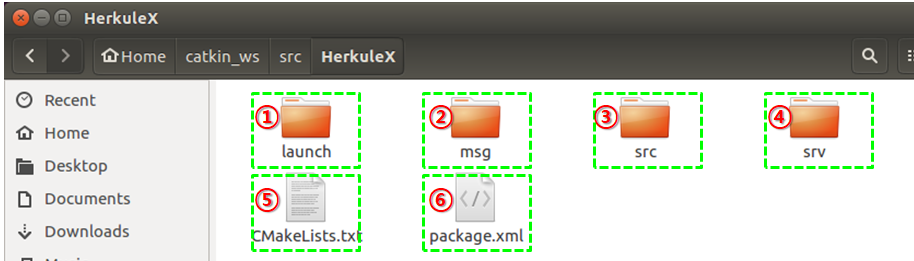 HerkuleX
Home catkin_ws src HerkuleX
Recent
Home
Desktop
Documents
Downloads
① launch
② msg
③ src
④ srv
⑤ CMakeLists.txt
⑥ </> package.xml